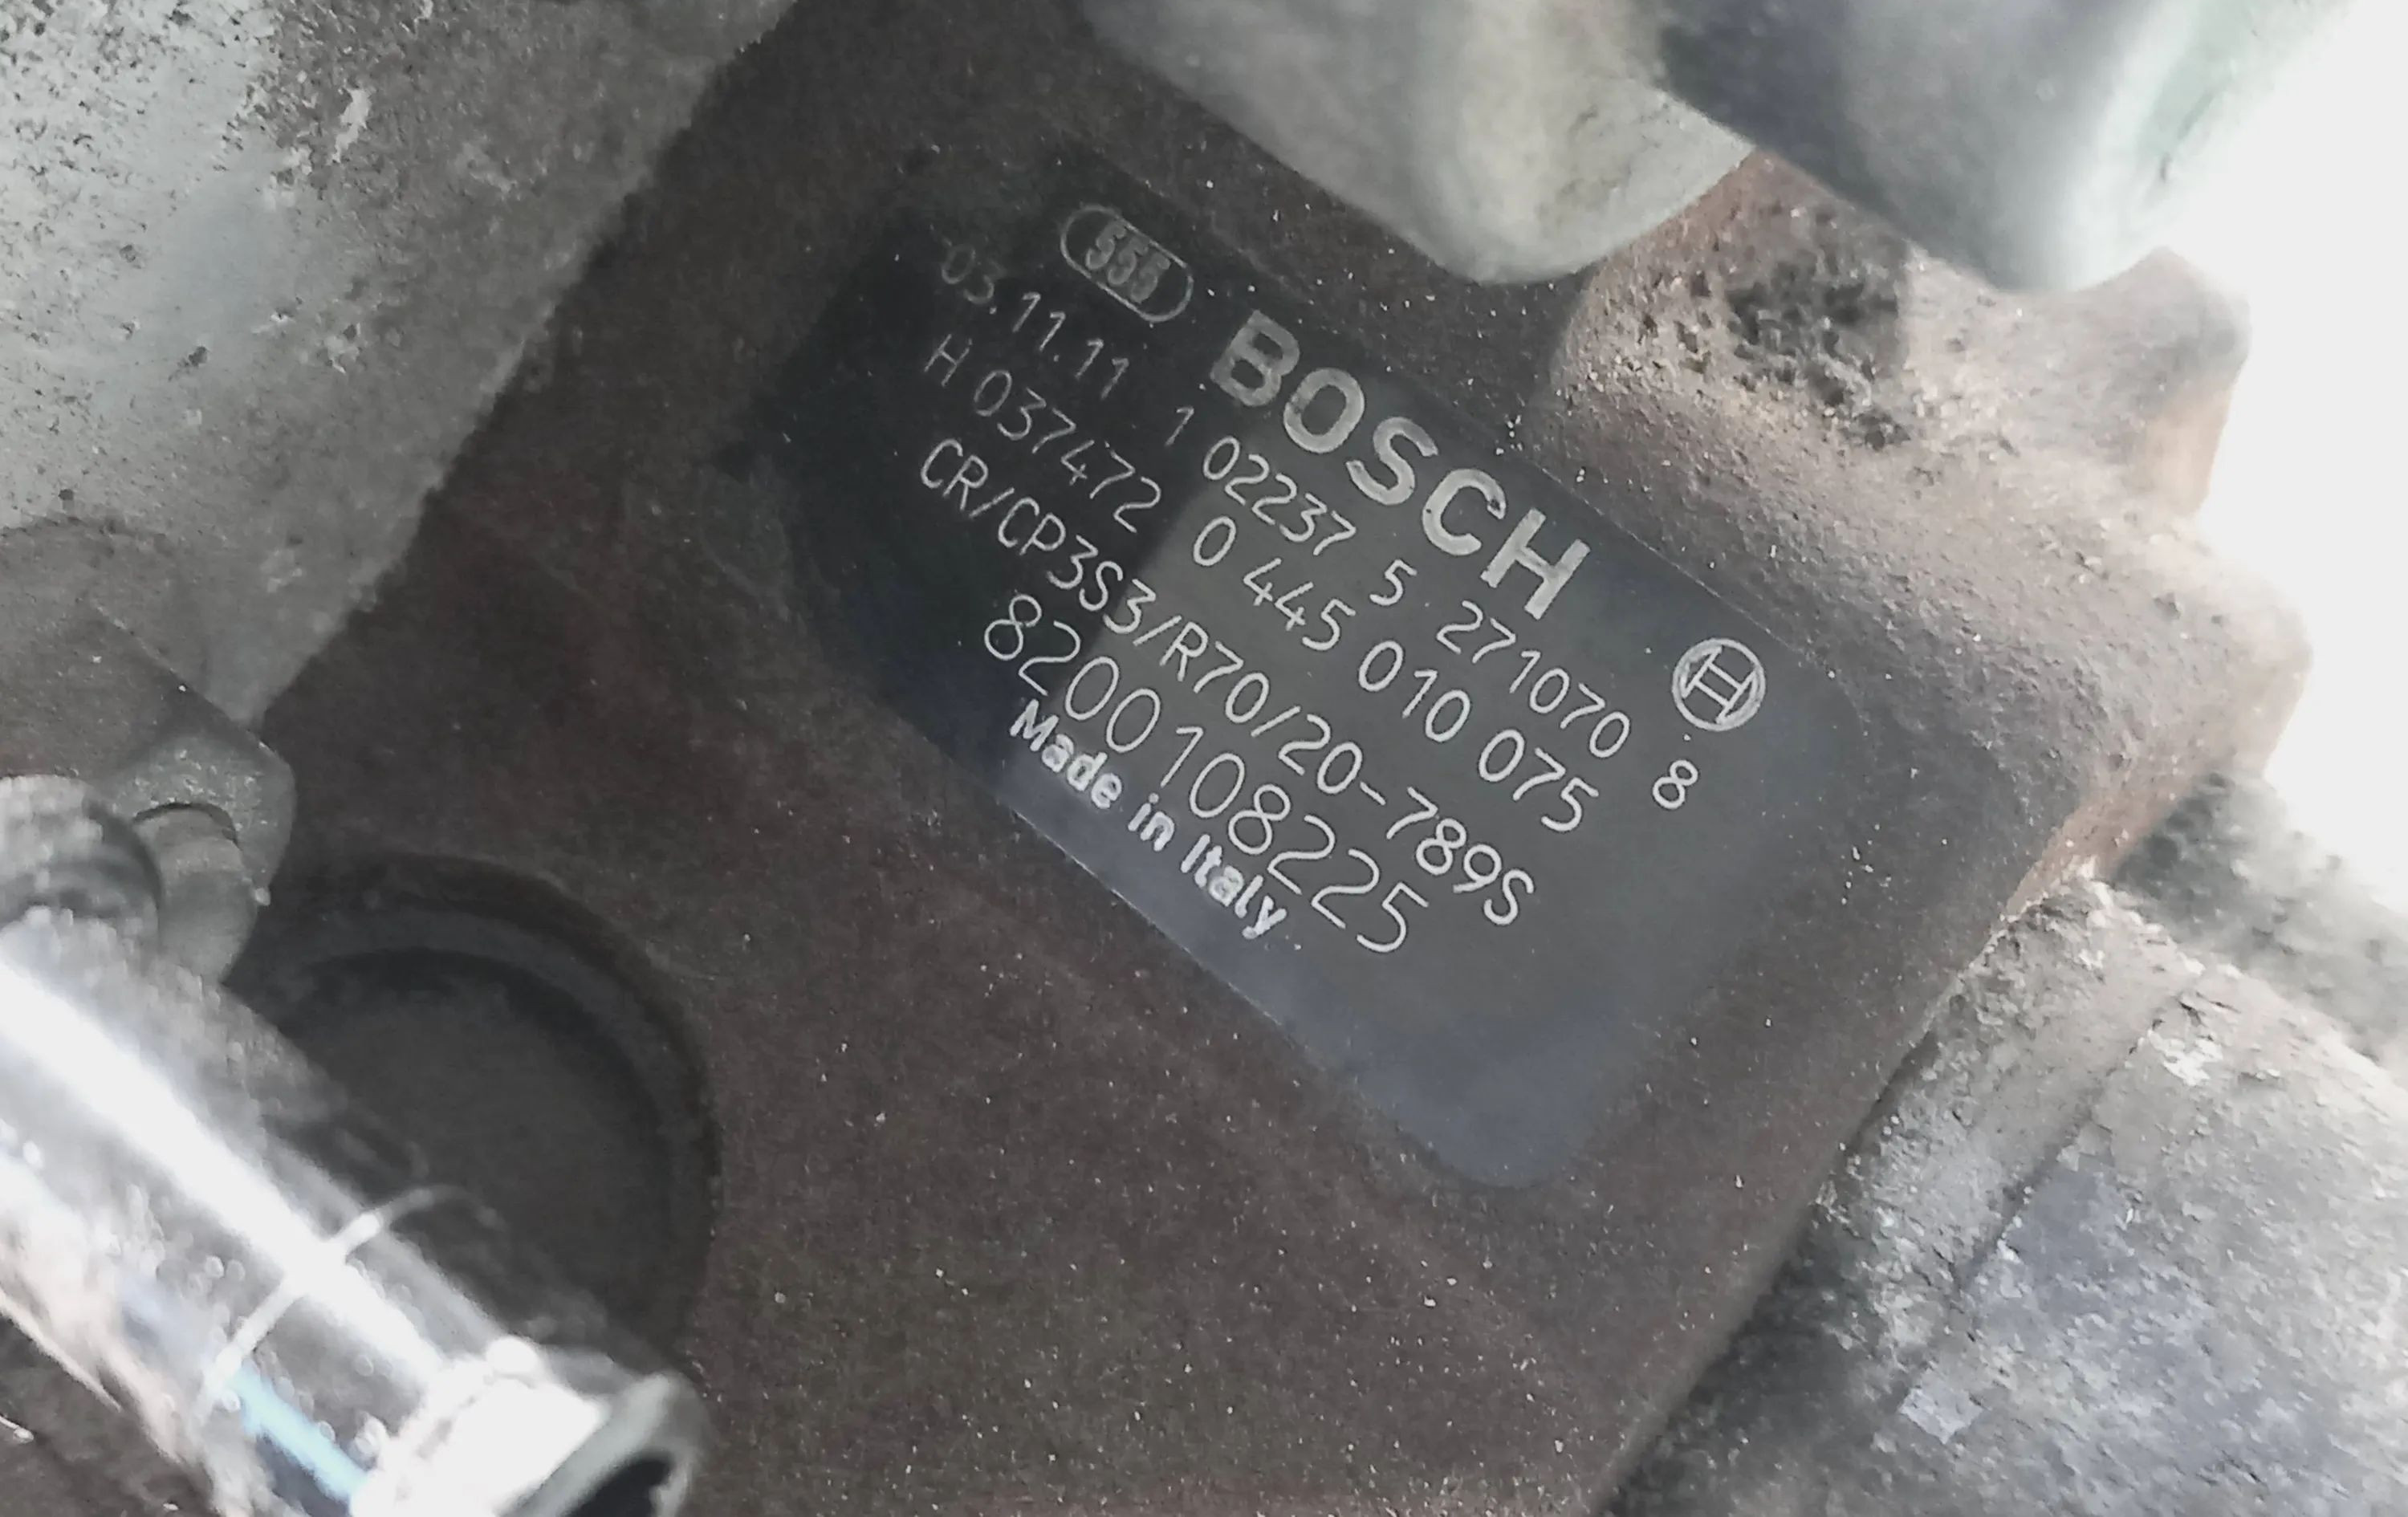 555 BOSCH
03.11.11 1 02237 5 271070 8
H 037472 0 445 010 075
CR/CP3S3/R70/20-789S
8200108225
Made in Italy